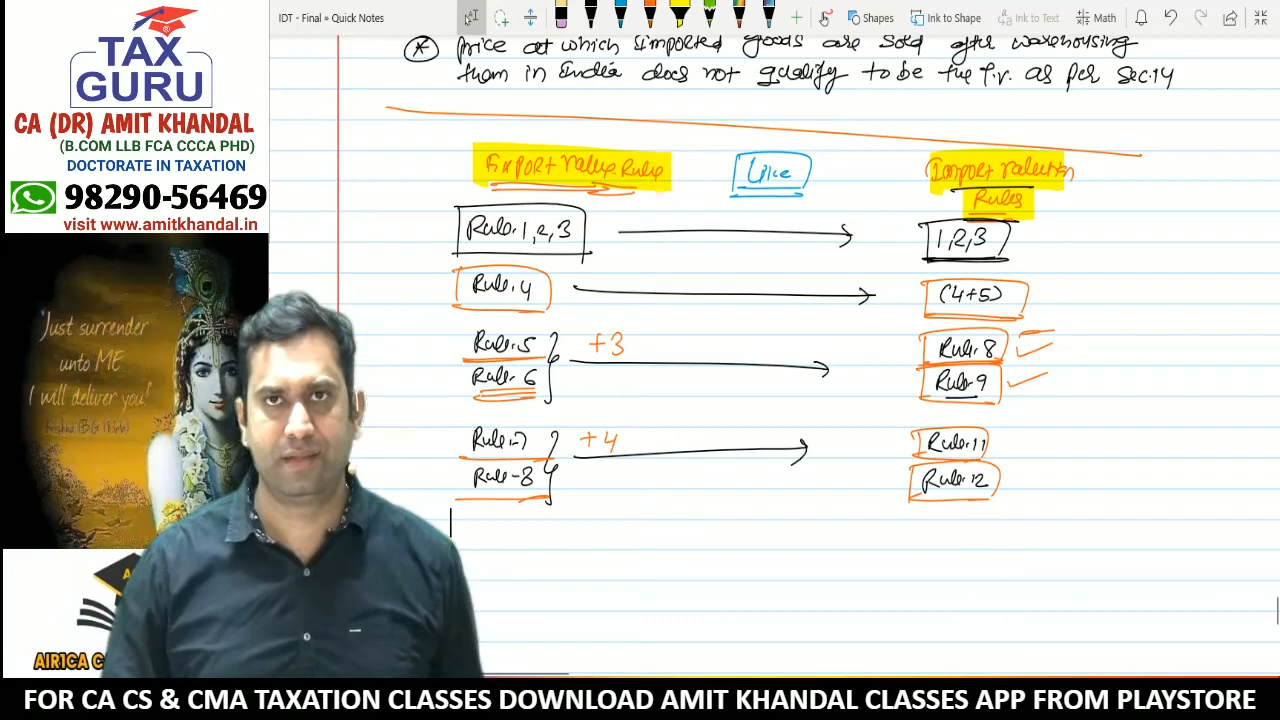 IDT - Final » Quick Notes
Shapes
Ink to Shape
Ink to Text
Math
TAX
GURU
CA (DR) AMIT KHANDAL
(B.COM LLB FCA CCCA PHD)
DOCTORATE IN TAXATION
98290-56469
visit www.amitkhandal.in
"Just surrender
unto ME
I will deliver you"
price at which imported goods are sold after warehousing
them in India does not qualify to be the T.V. as per Sec.14
Export Value Rules
Like
Import Valuation
Rules
Rule.1,2,3
1,2,3
Rule.4
(4+5)
Rule.5
+3
Rule.8
Rule.6
Rule.9
Rule-7
+4
Rule.11
Rule-8
Rule.12
FOR CA CS & CMA TAXATION CLASSES DOWNLOAD AMIT KHANDAL CLASSES APP FROM PLAYSTORE